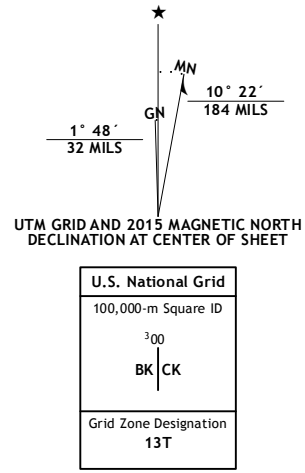 MN
GN
10° 22´
184 MILS
1° 48´
32 MILS
UTM GRID AND 2015 MAGNETIC NORTH
DECLINATION AT CENTER OF SHEET
U.S. National Grid
100,000-m Square ID
³00
BK CK
Grid Zone Designation
13T